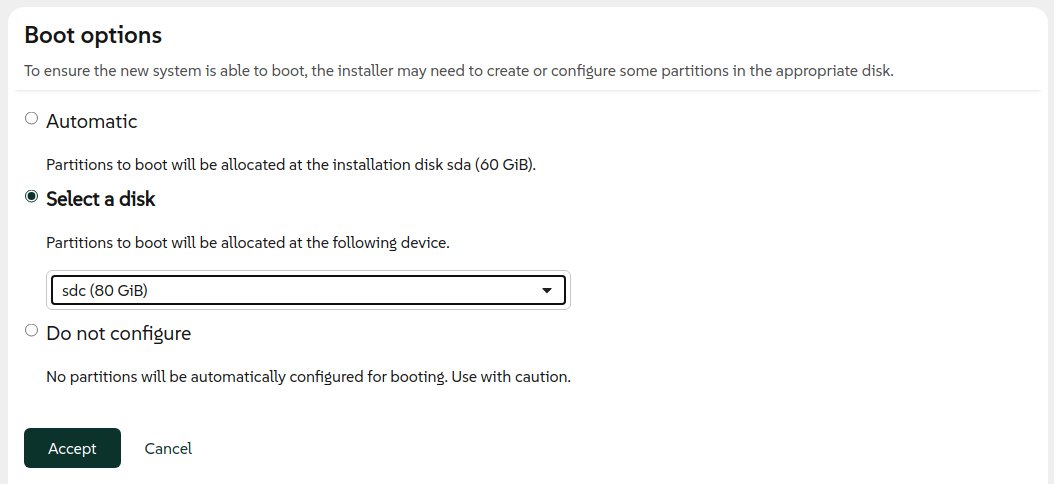 Boot options
To ensure the new system is able to boot, the installer may need to create or configure some partitions in the appropriate disk.
Automatic
Partitions to boot will be allocated at the installation disk sda (60 GiB).
Select a disk
Partitions to boot will be allocated at the following device.
sdc (80 GiB)
Do not configure
No partitions will be automatically configured for booting. Use with caution.
Accept Cancel